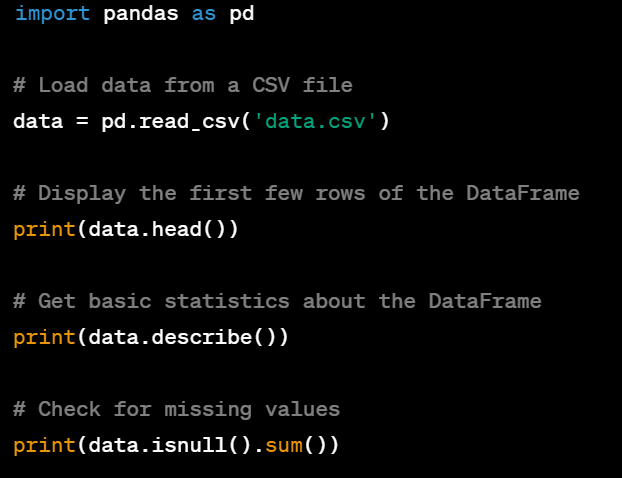 import pandas as pd
# Load data from a CSV file
data = pd.read_csv('data.csv')
# Display the first few rows of the DataFrame
print(data.head())
# Get basic statistics about the DataFrame
print(data.describe())
# Check for missing values
print(data.isnull().sum())